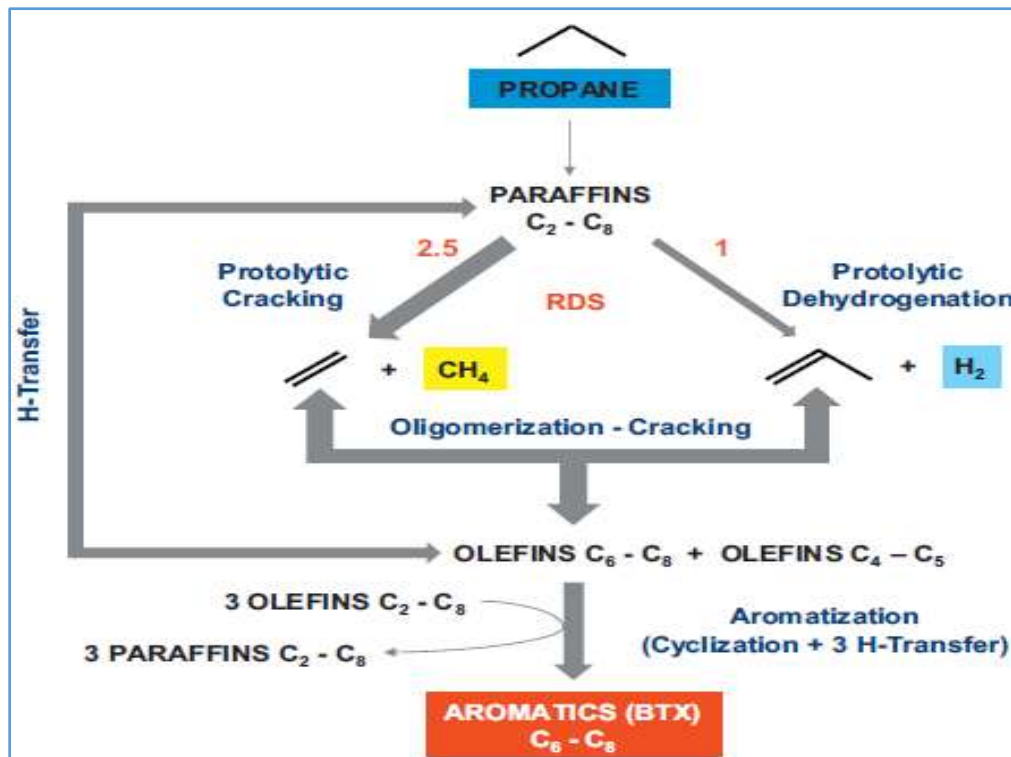 PROPANE
PARAFFINS
C₂ - C₈
2.5
1
Protolytic
Cracking
RDS
Protolytic
Dehydrogenation
H-Transfer
+ CH₄
+ H₂
Oligomerization - Cracking
OLEFINS C₆ - C₈ + OLEFINS C₄ – C₅
3 OLEFINS C₂ - C₈
3 PARAFFINS C₂ - C₈
Aromatization
(Cyclization + 3 H-Transfer)
AROMATICS (BTX)
C₆ - C₈